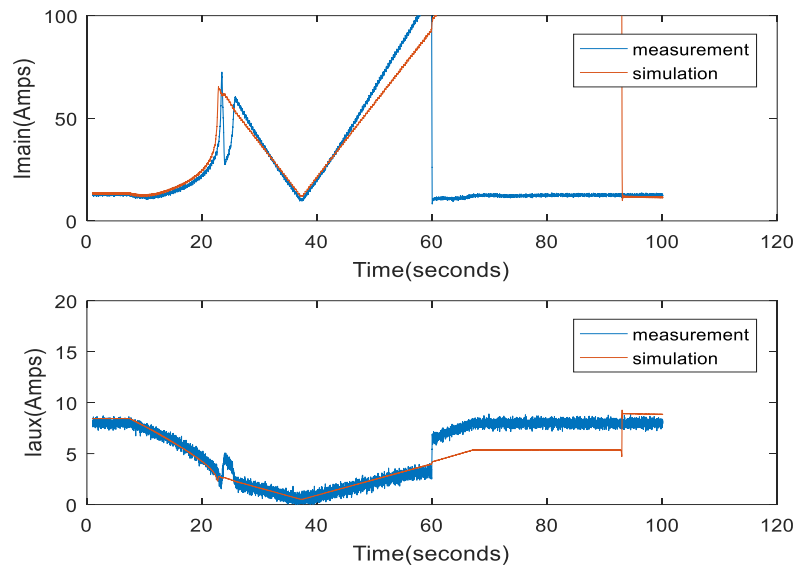 100
50
0
Imain(Amps)
measurement
simulation
0 20 40 60 80 100 120
Time(seconds)
20
15
10
5
0
Iaux(Amps)
measurement
simulation
0 20 40 60 80 100 120
Time(seconds)